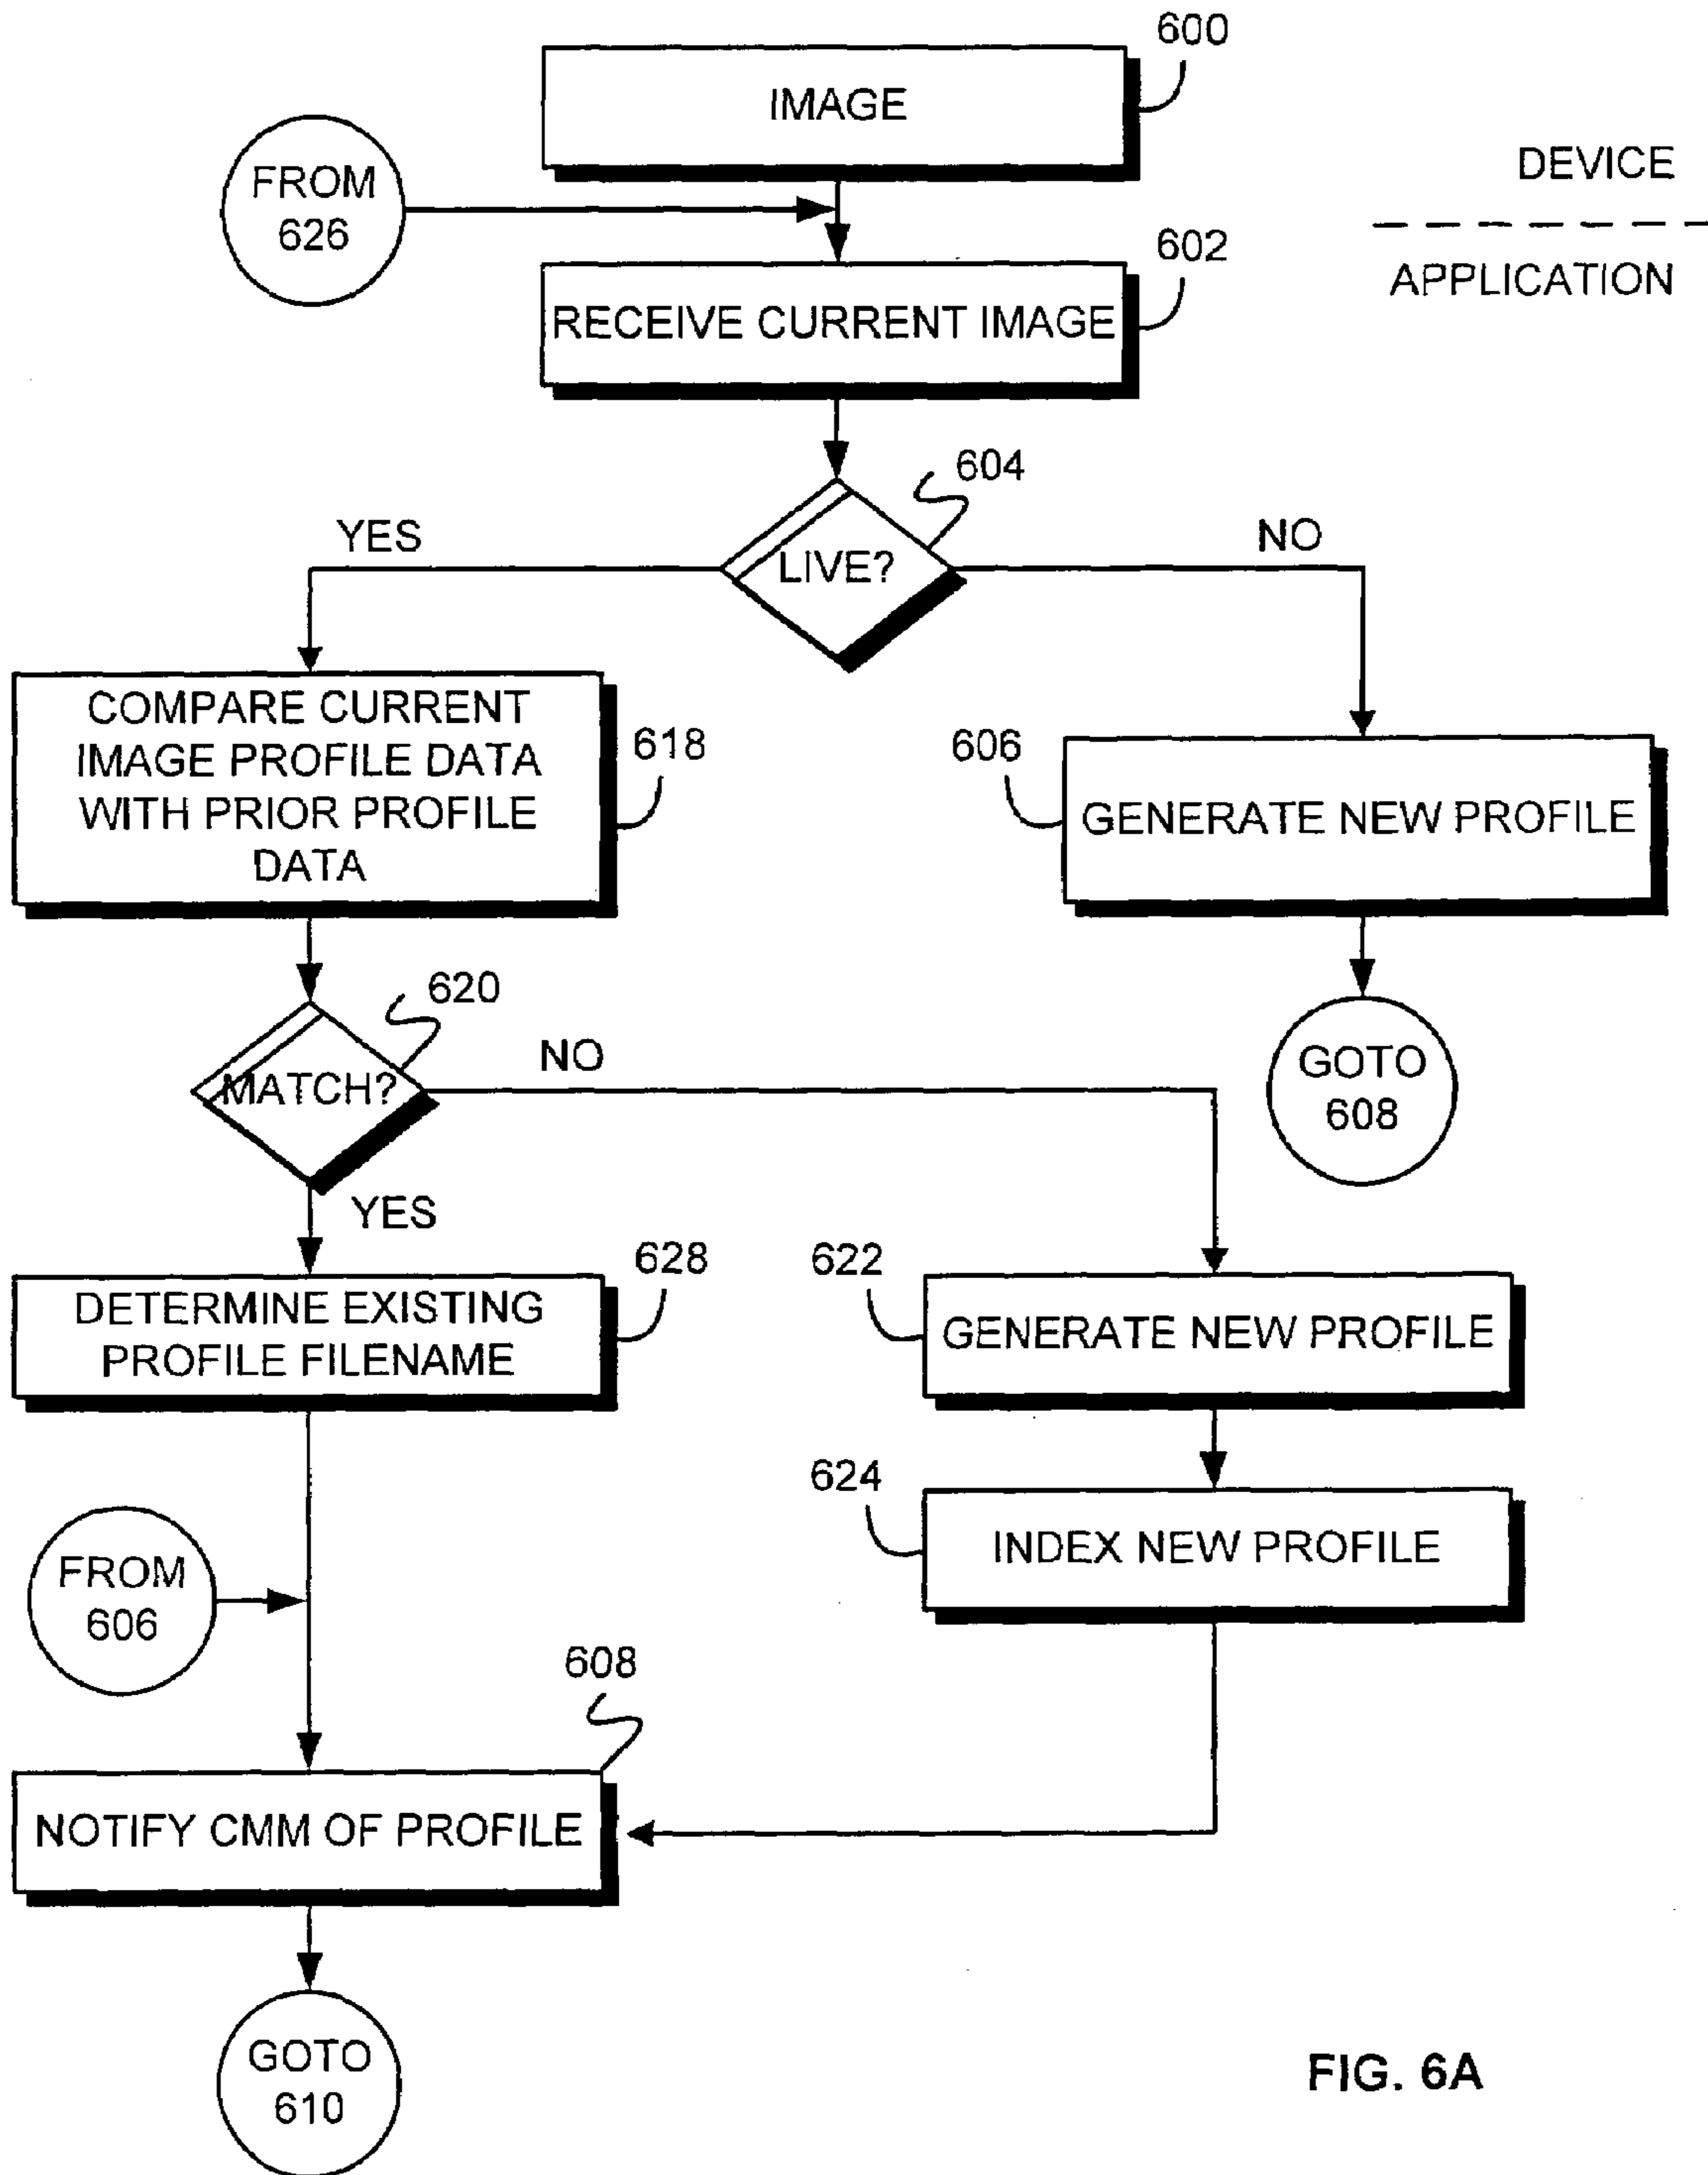 600
IMAGE
FROM
626
DEVICE
APPLICATION
602
RECEIVE CURRENT IMAGE
604
YES
LIVE?
NO
COMPARE CURRENT
IMAGE PROFILE DATA
WITH PRIOR PROFILE
DATA
618
606
GENERATE NEW PROFILE
620
MATCH?
NO
GOTO
608
YES
628
DETERMINE EXISTING
PROFILE FILENAME
622
GENERATE NEW PROFILE
624
INDEX NEW PROFILE
FROM
606
608
NOTIFY CMM OF PROFILE
GOTO
610
FIG. 6A